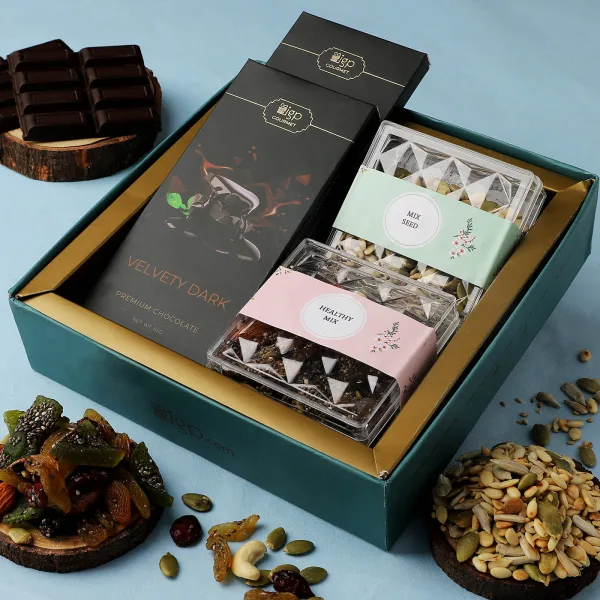 igp
GOURMET
igp
GOURMET
VELVETY DARK
PREMIUM CHOCOLATE
MIX
SEED
HEALTHY
MIX
igp.com